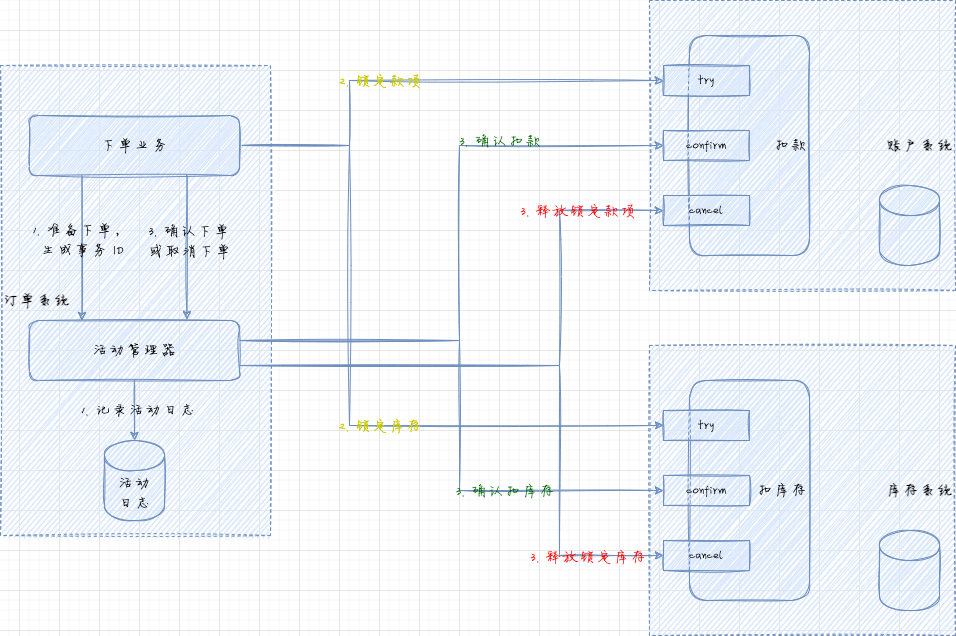 下单业务
1. 准备下单，
生成事务ID
3. 确认下单
或取消下单
订单系统
活动管理器
1. 记录活动日志
活动
日志
2. 锁定款项
3. 确认扣款
3. 释放锁定款项
try
confirm
cancel
扣款
账户系统
2. 锁定库存
3. 确认扣库存
3. 释放锁定库存
try
confirm
cancel
扣库存
库存系统